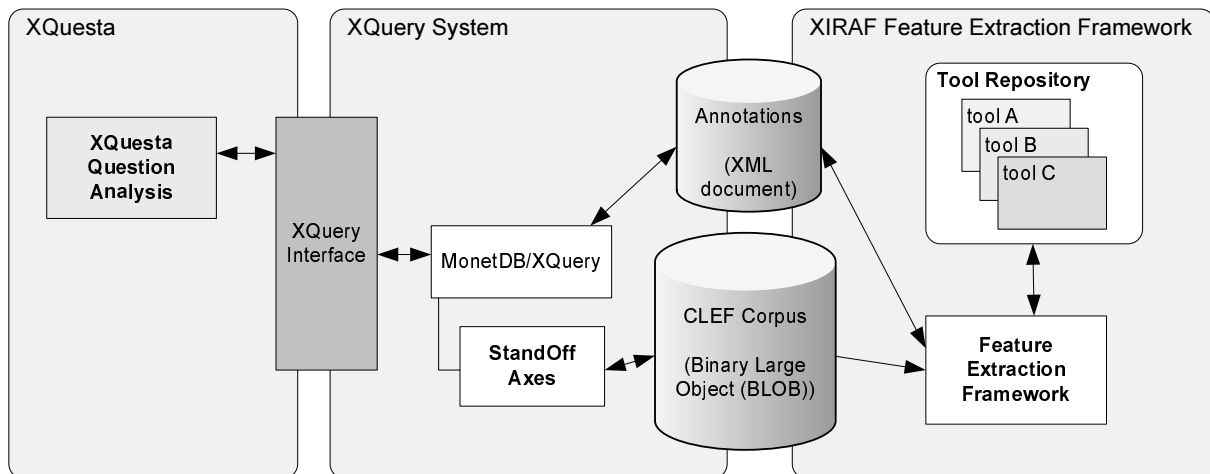 XQuesta
XQuery System
XIRAF Feature Extraction Framework
XQuesta
Question
Analysis
XQuery
Interface
MonetDB/XQuery
StandOff
Axes
Annotations
(XML
document)
CLEF Corpus
(Binary Large
Object (BLOB))
Tool Repository
tool A
tool B
tool C
Feature
Extraction
Framework